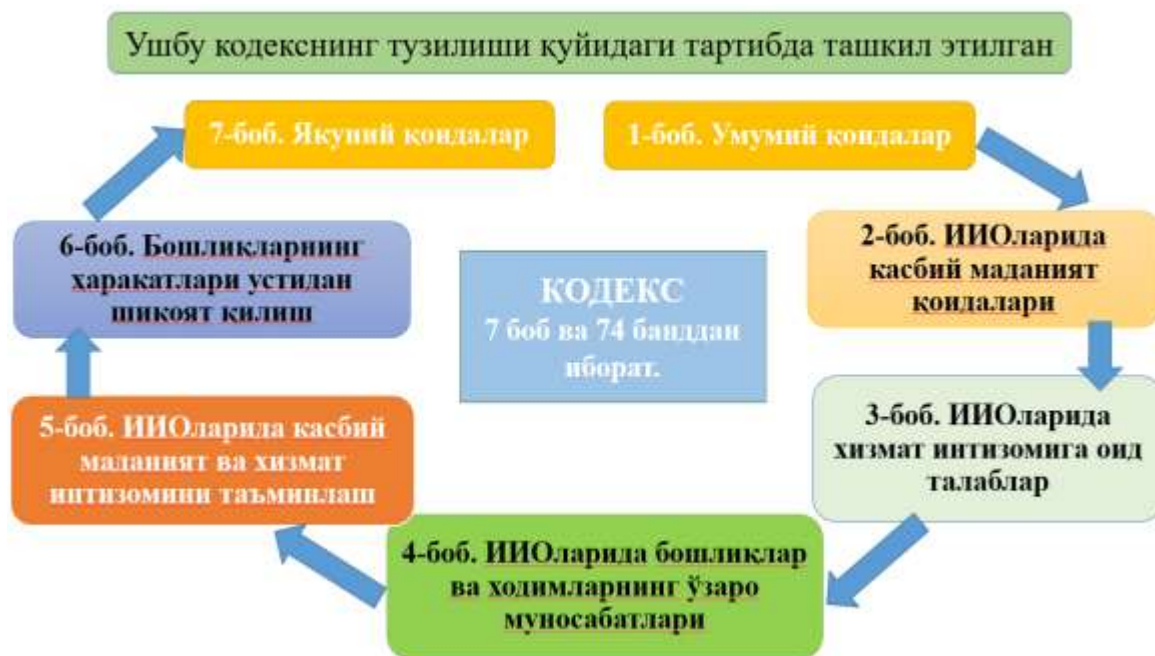 Ушбу кодекснинг тузилиши қуйидаги тартибда ташкил этилган
1-боб. Умумий қоидалар
2-боб. ИИОларида
касбий маданият
қоидалари
3-боб. ИИОларида
хизмат интизомига оид
талаблар
4-боб. ИИОларида бошлиқлар
ва ходимларнинг ўзаро
муносабатлари
5-боб. ИИОларида касбий
маданият ва хизмат
интизомини таъминлаш
6-боб. Бошлиқларнинг
ҳаракатлари устидан
шикоят қилиш
7-боб. Якуний қоидалар
КОДЕКС
7 боб ва 74 банддан
иборат.